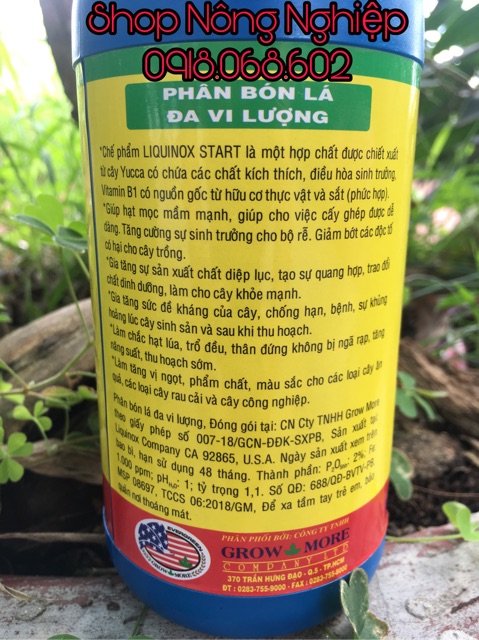 Shop Nông Nghiệp
0918.068.602
PHÂN BÓN LÁ
ĐA VI LƯỢNG
*Chế phẩm LIQUINOX START là một hợp chất được chiết xuất
từ cây Yucca có chứa các chất kích thích, điều hòa sinh trưởng,
Vitamin B1 có nguồn gốc từ hữu cơ thực vật và sắt (phức hợp).
*Giúp hạt mọc mầm mạnh, giúp cho việc cấy ghép được dễ
dàng. Tăng cường sự sinh trưởng cho bộ rễ. Giảm bớt các độc tố
có hại cho cây trồng.
*Gia tăng sự sản xuất chất diệp lục, tạo sự quang hợp, trao đổi
chất dinh dưỡng, làm cho cây khỏe mạnh.
*Gia tăng sức đề kháng của cây, chống hạn, bệnh, sự khủng
hoảng lúc cây sinh sản và sau khi thu hoạch.
*Làm chắc hạt lúa, trổ đều, thân đứng không bị ngã rạp, tăng
năng suất, thu hoạch sớm.
*Làm tăng vị ngọt, phẩm chất, màu sắc cho các loại cây ăn
quả, các loại cây rau cải và cây công nghiệp.
Phân bón lá đa vi lượng, Đóng gói tại: CN Cty TNHH Grow More
theo giấy phép số 007-18/GCN-ĐĐK-SXPB, Sản xuất tại:
Liquinox Company CA 92865, U.S.A. Ngày sản xuất xem trên
bao bì, hạn sử dụng 48 tháng. Thành phần: P₂O₅: 2%; Fe:
1.000 ppm; pH: 1; tỷ trọng 1,1. Số QĐ: 688/QĐ-BVTV-PB,
MSP 08697, TCCS 06:2018/GM, Để xa tầm tay trẻ em, bảo
quản nơi thoáng mát.
EVERGREEN
PHÂN PHỐI BỞI: CÔNG TY TNHH
GROW MORE
COMPANY LTD
370 TRẦN HƯNG ĐẠO - Q.5 - TP.HCM
ĐT : 0283-755-9000 - FAX : 0283-755-9000